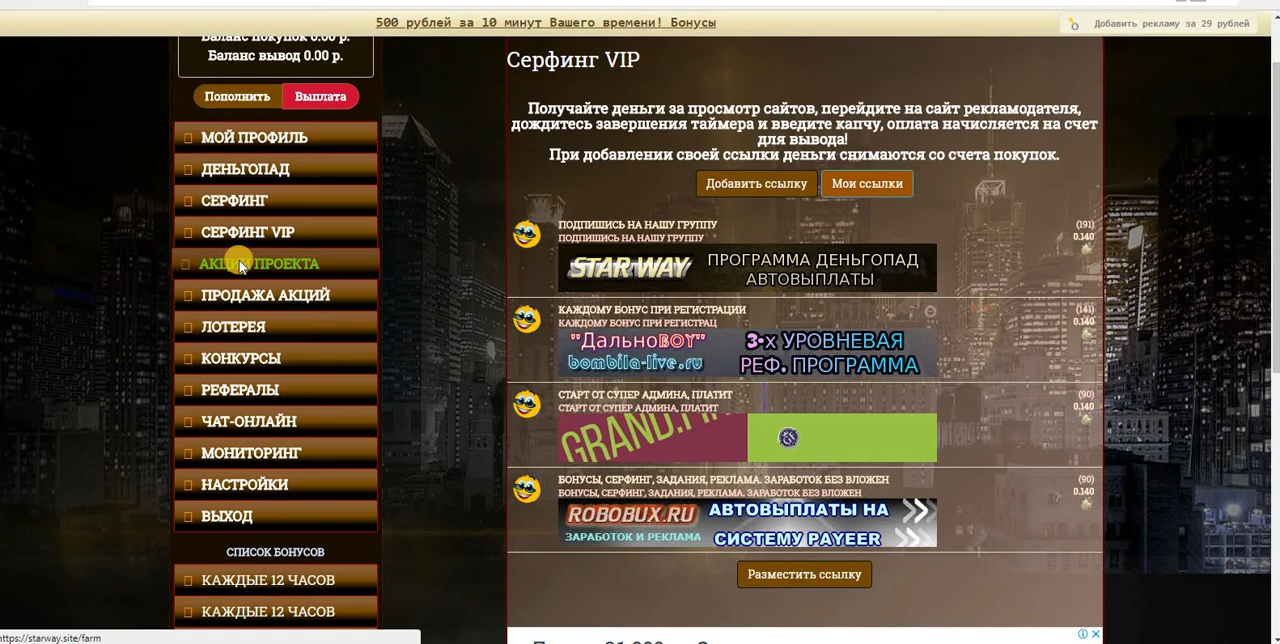 500 рублей за 10 минут Вашего времени! Бонусы
Добавить рекламу за 29 рублей
Баланс покупок 0.00 р.
Баланс вывод 0.00 р.
Пополнить
Выплата
МОЙ ПРОФИЛЬ
ДЕНЬГОПАД
СЕРФИНГ
СЕРФИНГ VIP
АКЦИИ ПРОЕКТА
ПРОДАЖА АКЦИЙ
ЛОТЕРЕЯ
КОНКУРСЫ
РЕФЕРАЛЫ
ЧАТ-ОНЛАЙН
МОНИТОРИНГ
НАСТРОЙКИ
ВЫХОД
СПИСОК БОНУСОВ
КАЖДЫЕ 12 ЧАСОВ
КАЖДЫЕ 12 ЧАСОВ
https://starway.site/farm
Серфинг VIP
Получайте деньги за просмотр сайтов, перейдите на сайт рекламодателя,
дождитесь завершения таймера и введите капчу, оплата начисляется на счет
для вывода!
При добавлении своей ссылки деньги снимаются со счета покупок.
Добавить ссылку
Мои ссылки
ПОДПИШИСЬ НА НАШУ ГРУППУ
(191)
ПОДПИШИСЬ НА НАШУ ГРУППУ
0.140
STAR WAY ПРОГРАММА ДЕНЬГОПАД
АВТОВЫПЛАТЫ
КАЖДОМУ БОНУС ПРИ РЕГИСТРАЦИИ
(141)
КАЖДОМУ БОНУС ПРИ РЕГИСТРАЦ
0.140
"ДальноBOY" 3-х УРОВНЕВАЯ
bombila-live.ru РЕФ. ПРОГРАММА
СТАРТ ОТ СУПЕР АДМИНА, ПЛАТИТ
(90)
СТАРТ ОТ СУПЕР АДМИНА, ПЛАТИТ
0.140
БОНУСЫ, СЕРФИНГ, ЗАДАНИЯ, РЕКЛАМА. ЗАРАБОТОК БЕЗ ВЛОЖЕН
(90)
БОНУСЫ, СЕРФИНГ, ЗАДАНИЯ, РЕКЛАМА. ЗАРАБОТОК БЕЗ ВЛОЖЕН
0.140
ROBOBUX.RU АВТОВЫПЛАТЫ НА
ЗАРАБОТОК И РЕКЛАМА СИСТЕМУ PAYEER
Разместить ссылку